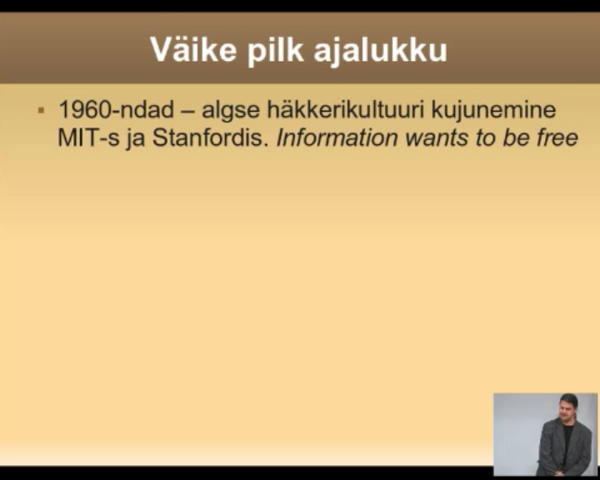 Väike pilk ajalukku
1960-ndad – algse häkkerikultuuri kujunemine
MIT-s ja Stanfordis. Information wants to be free